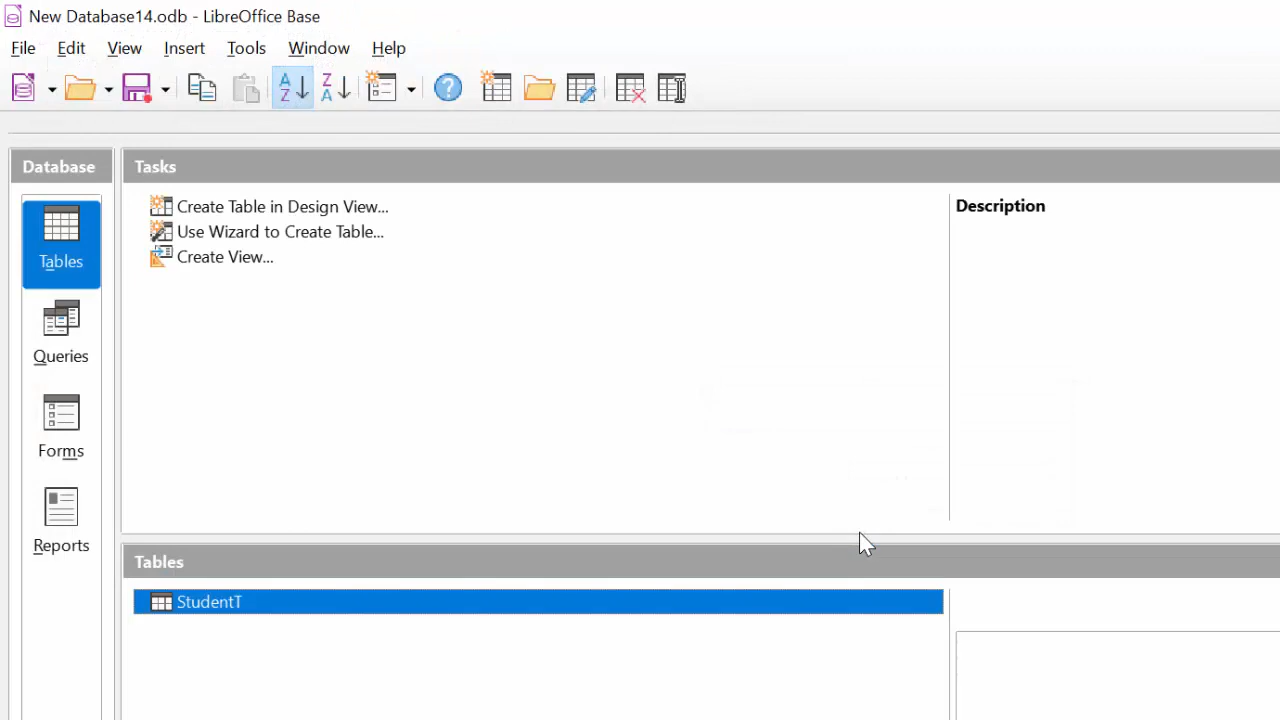 New Database14.odb - LibreOffice Base
File Edit View Insert Tools Window Help
Database
Tasks
Tables
Queries
Forms
Reports
Create Table in Design View...
Use Wizard to Create Table...
Create View...
Description
Tables
StudentT